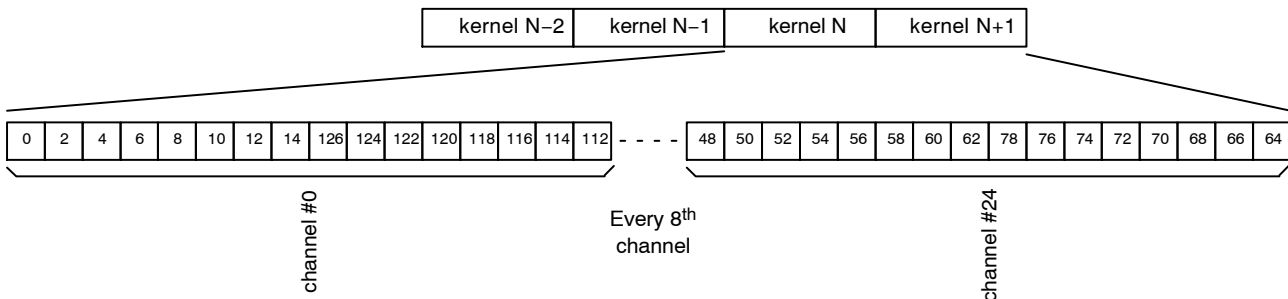 kernel N−2 kernel N−1 kernel N kernel N+1
0 2 4 6 8 10 12 14 126 124 122 120 118 116 114 112 - - - - 48 50 52 54 56 58 60 62 78 76 74 72 70 68 66 64
channel #0
Every 8th
channel
channel #24